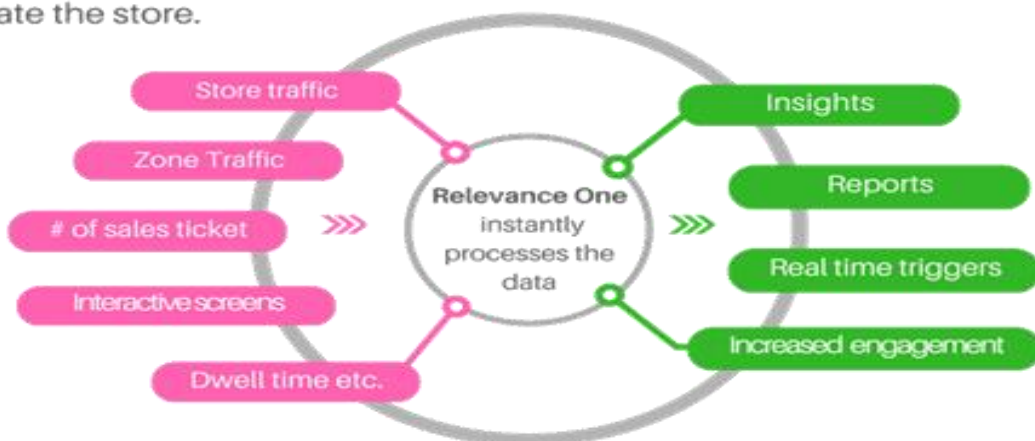 ate the store.
Store traffic
Zone Traffic
# of sales ticket
Interactive screens
Dwell time etc.
Relevance One
instantly
processes the
data
Insights
Reports
Real time triggers
Increased engagement